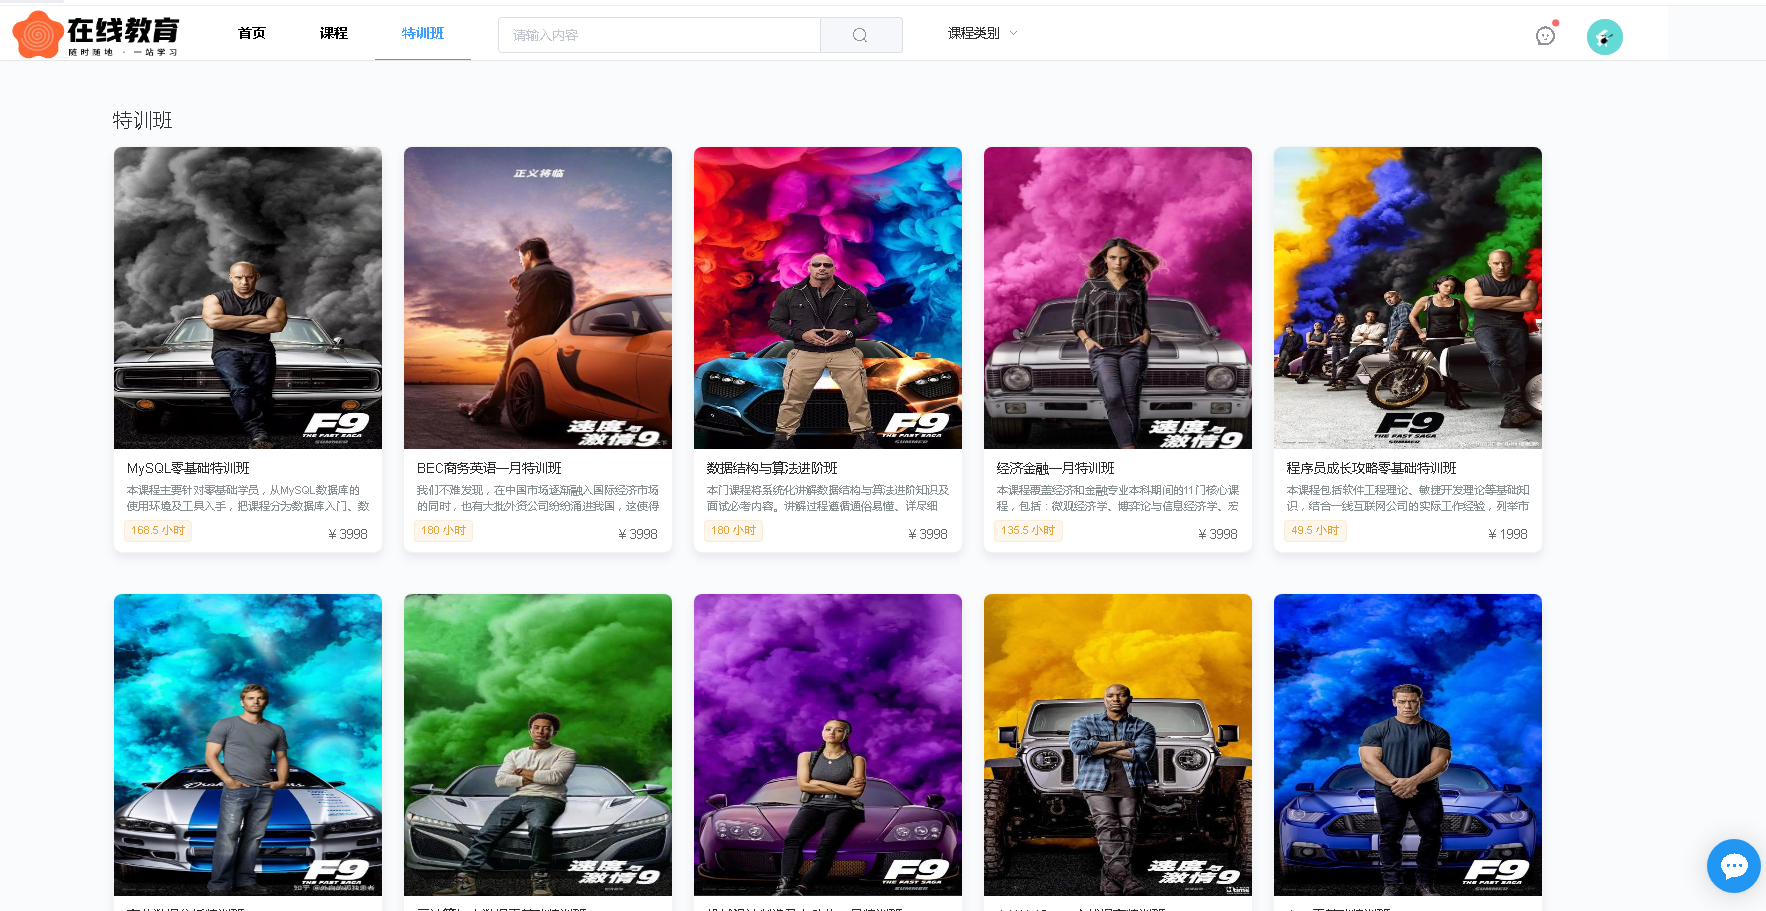 在线教育
随时随地 · 一站学习
首页
课程
特训班
请输入内容
课程类别
特训班
正义将临
F9
THE FAST SAGA
SUMMER
速度与
激情9
F9
THE FAST SAGA
SUMMER
速度与
激情9
F9
THE FAST SAGA
SUMMER
MySQL零基础特训班
本课程主要针对零基础学员，从MySQL数据库的
使用环境及工具入手，把课程分为数据库入门、数
168.5 小时
¥ 3998
BEC商务英语一月特训班
我们不难发现，在中国市场逐渐融入国际经济市场
的同时，也有大批外资公司纷纷涌进我国，这使得
180 小时
¥ 3998
数据结构与算法进阶班
本门课程将系统化讲解数据结构与算法进阶知识及
面试必考内容。讲解过程遵循通俗易懂、详尽细
180 小时
¥ 3998
经济金融一月特训班
本课程覆盖经济和金融专业本科期间的11门核心课
程，包括：微观经济学、博弈论与信息经济学、宏
135.5 小时
¥ 3998
程序员成长攻略零基础特训班
本课程包括软件工程理论、敏捷开发理论等基础知
识，结合一线互联网公司的实际工作经验，列举市
49.5 小时
¥ 1998
F9
THE FAST SAGA
SUMMER
速度与
激情9
F9
THE FAST SAGA
SUMMER
速度与
激情9
F9
THE FAST SAGA
SUMMER